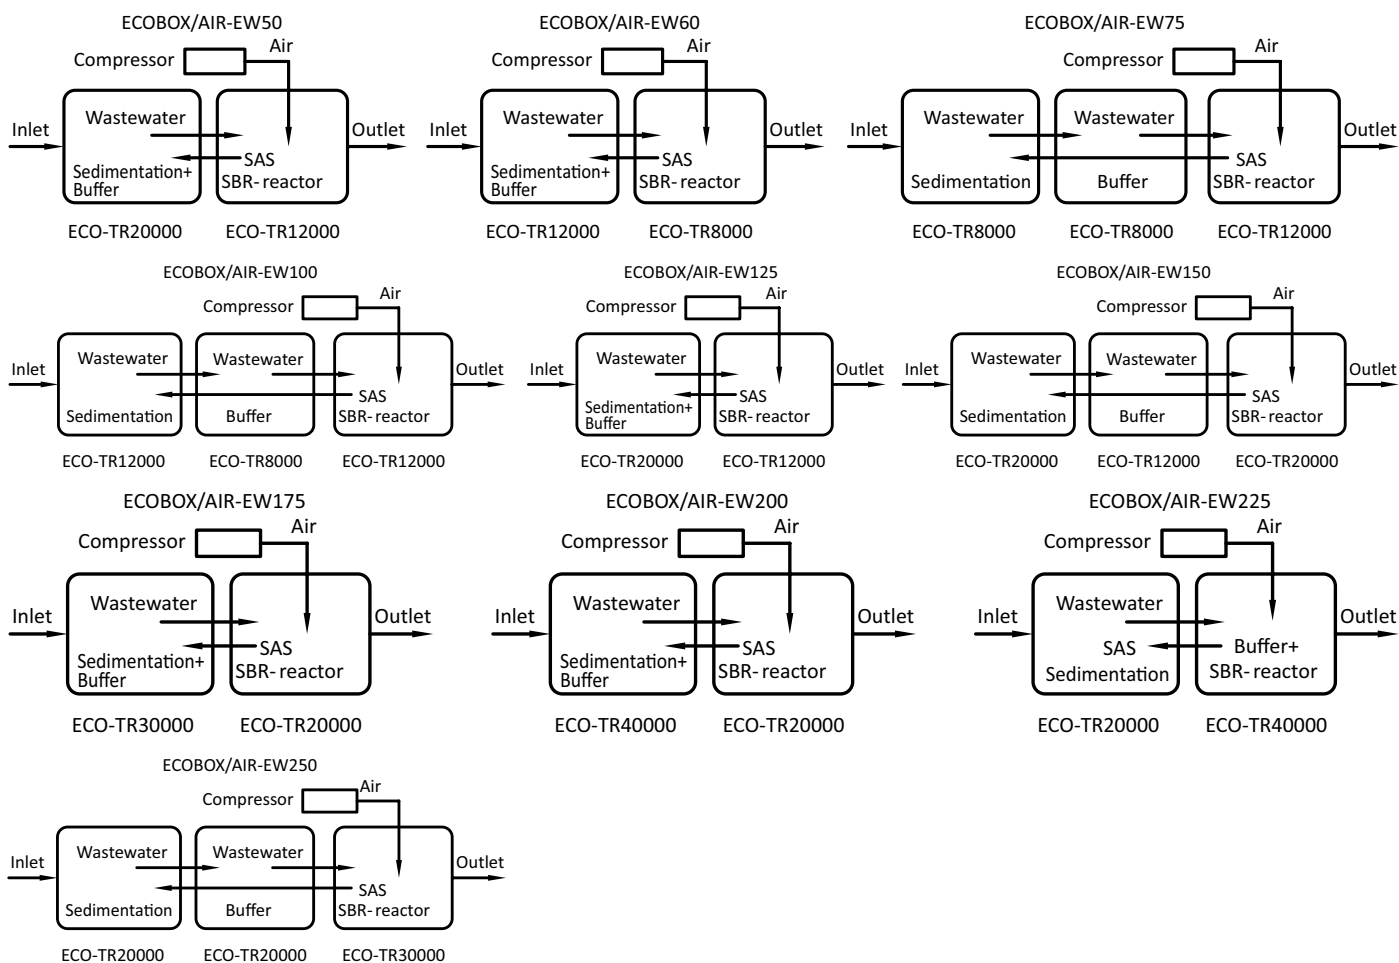 ECOBOX/AIR-EW50
Compressor
Air
Inlet
Wastewater
Outlet
SAS
Sedimentation+
Buffer
SBR- reactor
ECO-TR20000
ECO-TR12000
ECOBOX/AIR-EW60
Compressor
Air
Inlet
Wastewater
Outlet
SAS
Sedimentation+
Buffer
SBR- reactor
ECO-TR12000
ECO-TR8000
ECOBOX/AIR-EW75
Compressor
Air
Inlet
Wastewater
Wastewater
Outlet
SAS
Sedimentation
Buffer
SBR- reactor
ECO-TR8000
ECO-TR8000
ECO-TR12000
ECOBOX/AIR-EW100
Compressor
Air
Inlet
Wastewater
Wastewater
Outlet
SAS
Sedimentation
Buffer
SBR- reactor
ECO-TR12000
ECO-TR8000
ECO-TR12000
ECOBOX/AIR-EW125
Compressor
Air
Inlet
Wastewater
Outlet
SAS
Sedimentation+
Buffer
SBR- reactor
ECO-TR20000
ECO-TR12000
ECOBOX/AIR-EW150
Compressor
Air
Inlet
Wastewater
Wastewater
Outlet
SAS
Sedimentation
Buffer
SBR- reactor
ECO-TR20000
ECO-TR12000
ECO-TR20000
ECOBOX/AIR-EW175
Compressor
Air
Inlet
Wastewater
Outlet
SAS
Sedimentation+
Buffer
SBR- reactor
ECO-TR30000
ECO-TR20000
ECOBOX/AIR-EW200
Compressor
Air
Inlet
Wastewater
Outlet
SAS
Sedimentation+
Buffer
SBR- reactor
ECO-TR40000
ECO-TR20000
ECOBOX/AIR-EW225
Compressor
Air
Inlet
Wastewater
Outlet
SAS
Sedimentation
Buffer+
SBR- reactor
ECO-TR20000
ECO-TR40000
ECOBOX/AIR-EW250
Compressor
Air
Inlet
Wastewater
Wastewater
Outlet
SAS
Sedimentation
Buffer
SBR- reactor
ECO-TR20000
ECO-TR20000
ECO-TR30000